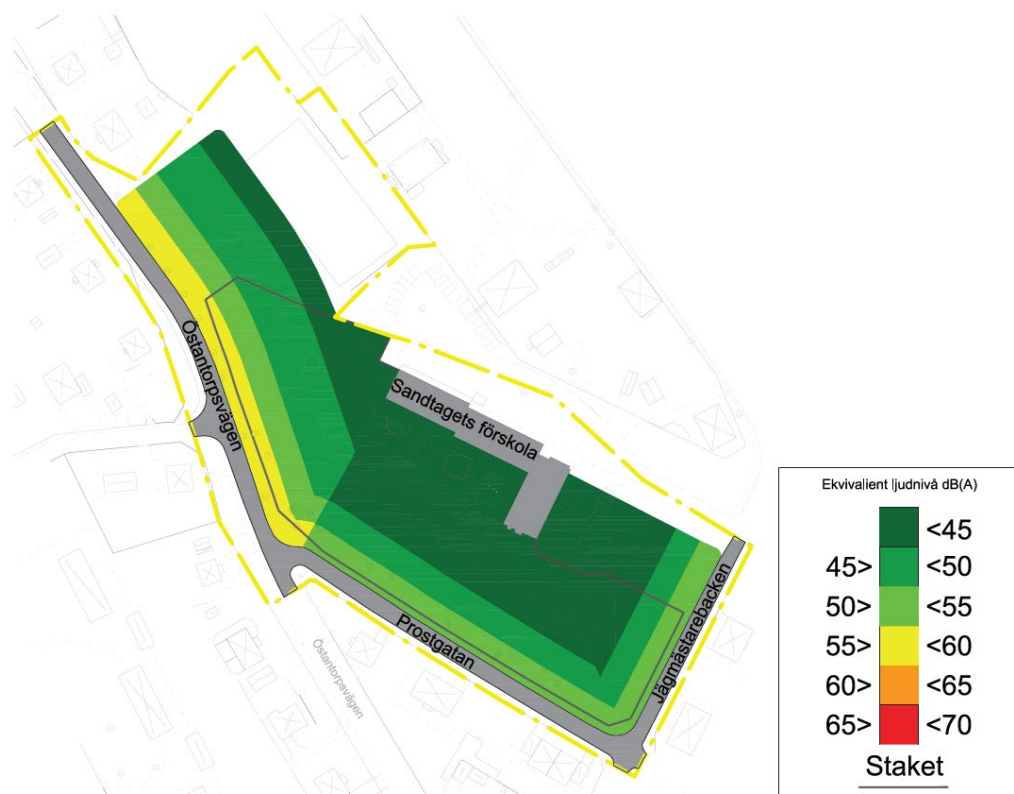 Östantorpsvägen
Sandtagets förskola
Prostgatan
Jägmästarebacken
Östantorpsvägen
Ekvivalient ljudnivå dB(A)
<45
45> <50
50> <55
55> <60
60> <65
65> <70
Staket